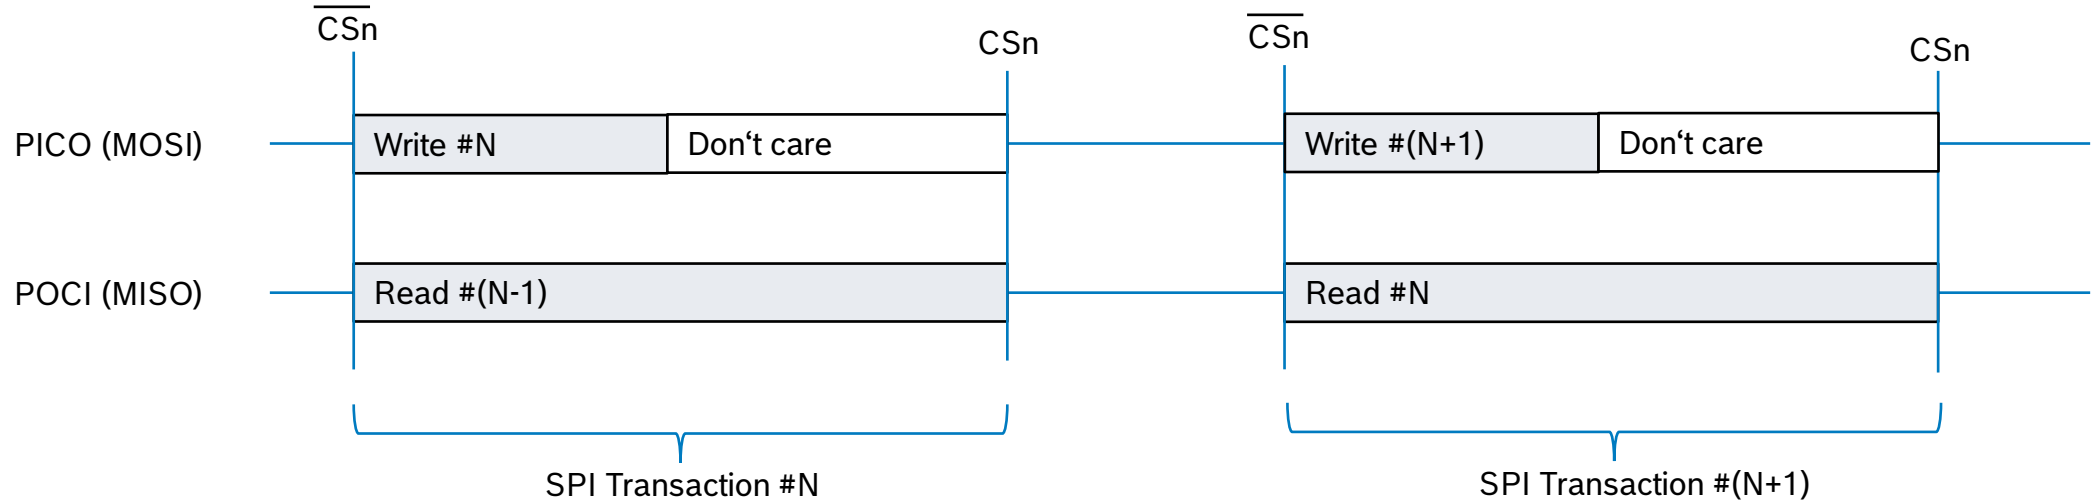 CSn
CSn
CSn
CSn
PICO (MOSI)
Write #N
Don‘t care
Write #(N+1)
Don‘t care
POCI (MISO)
Read #(N-1)
Read #N
SPI Transaction #N
SPI Transaction #(N+1)